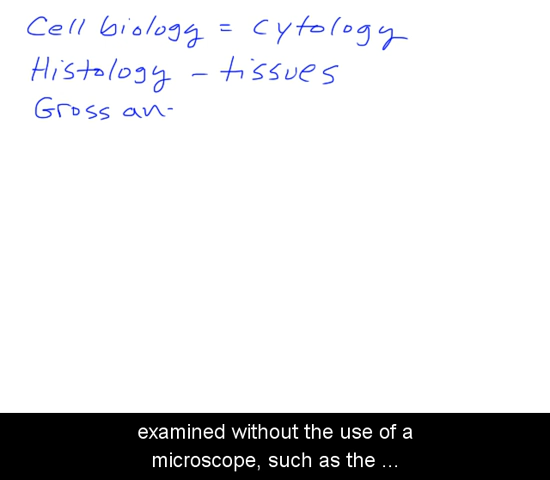 Cell biology = cytology
Histology - tissues
Gross an-
examined without the use of a
microscope, such as the ...